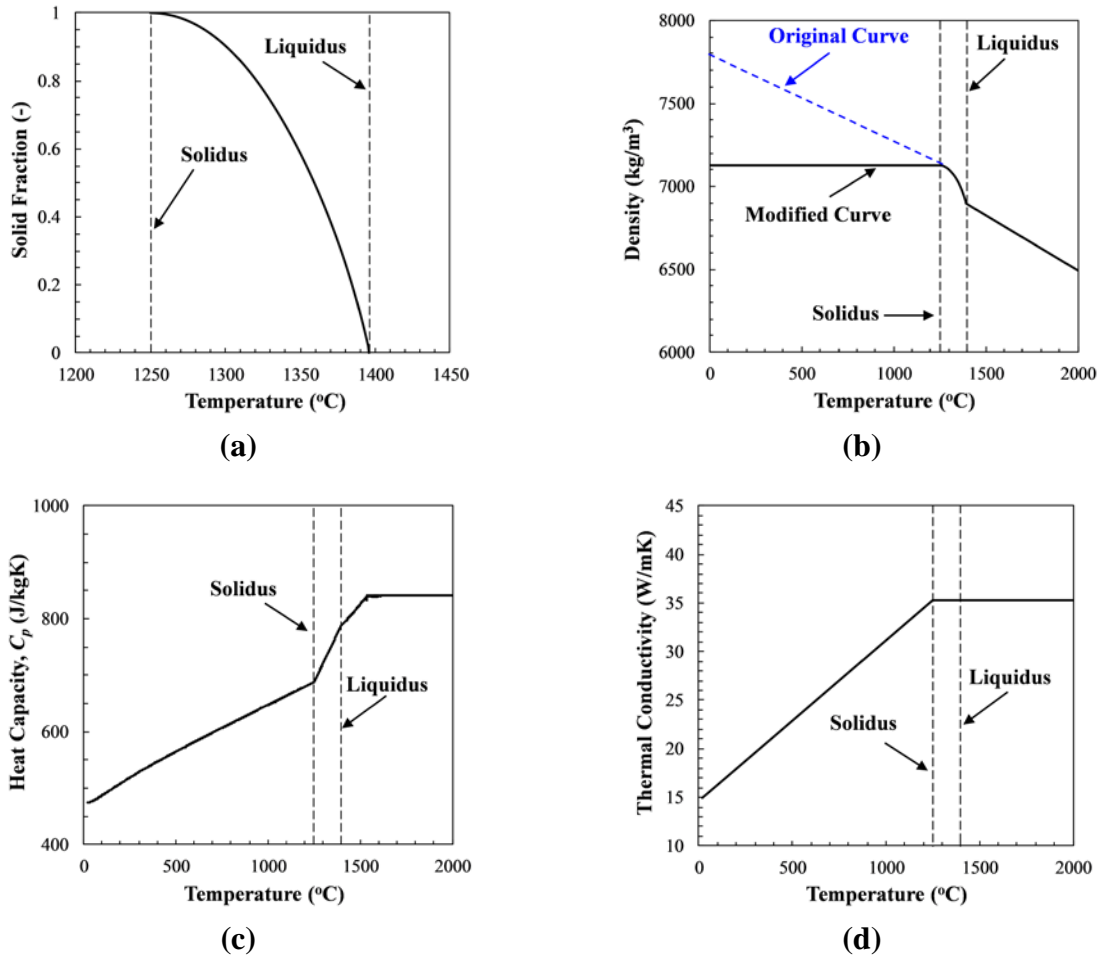 1
0.8
0.6
0.4
0.2
0
Solid Fraction (-)
Liquidus
Solidus
1200 1250 1300 1350 1400 1450
Temperature (ºC)
(a)
8000
7500
7000
6500
6000
Density (kg/m³)
Original Curve
Liquidus
Modified Curve
Solidus
0 500 1000 1500 2000
Temperature (ºC)
(b)
1000
800
600
400
Heat Capacity, Cp (J/kgK)
Solidus
Liquidus
0 500 1000 1500 2000
Temperature (ºC)
(c)
45
40
35
30
25
20
15
10
Thermal Conductivity (W/mK)
Liquidus
Solidus
0 500 1000 1500 2000
Temperature (ºC)
(d)